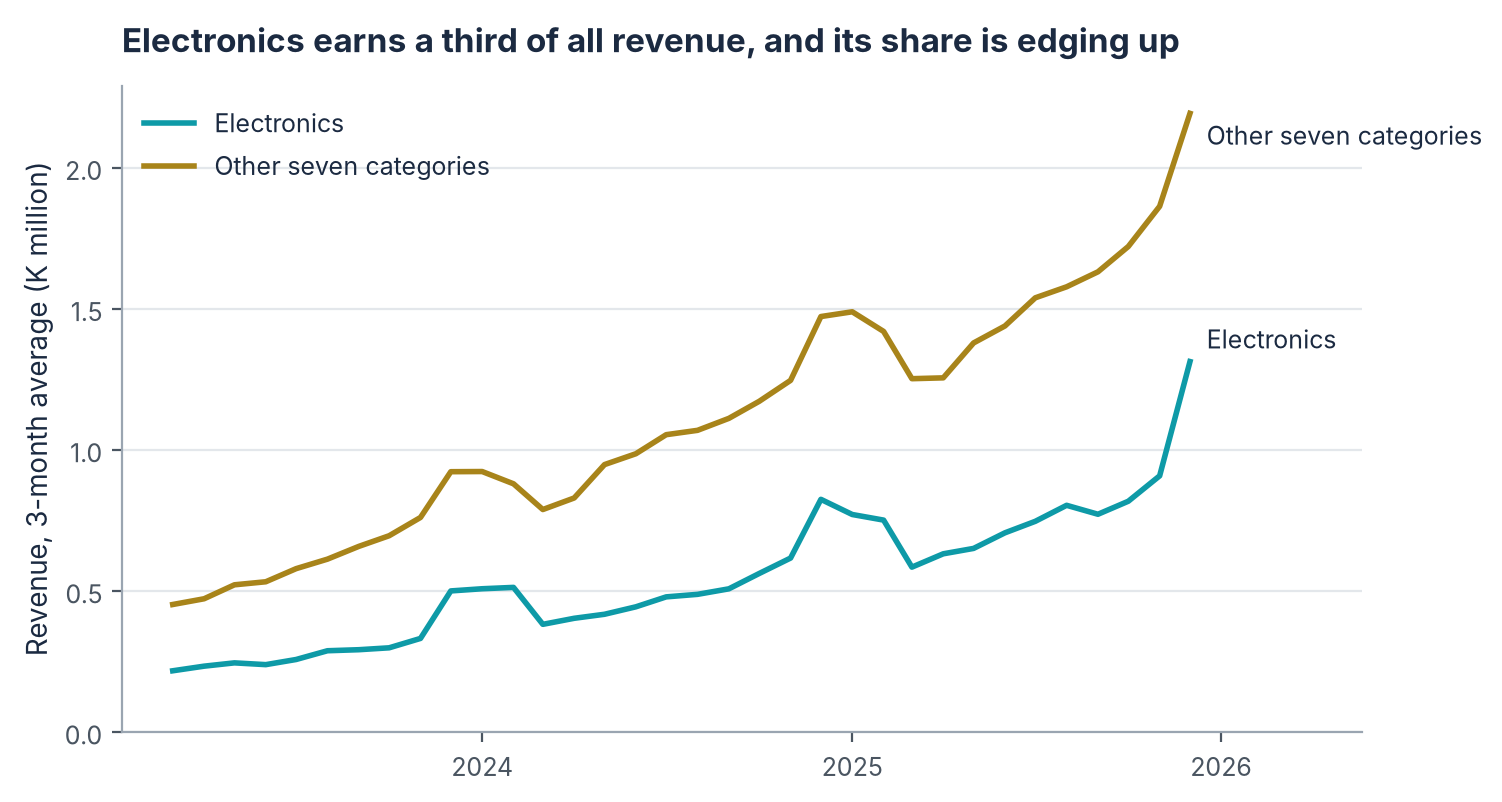 Electronics earns a third of all revenue, and its share is edging up
Electronics
Other seven categories
Revenue, 3-month average (K million)
2.0
1.5
1.0
0.5
0.0
Other seven categories
Electronics
2024
2025
2026